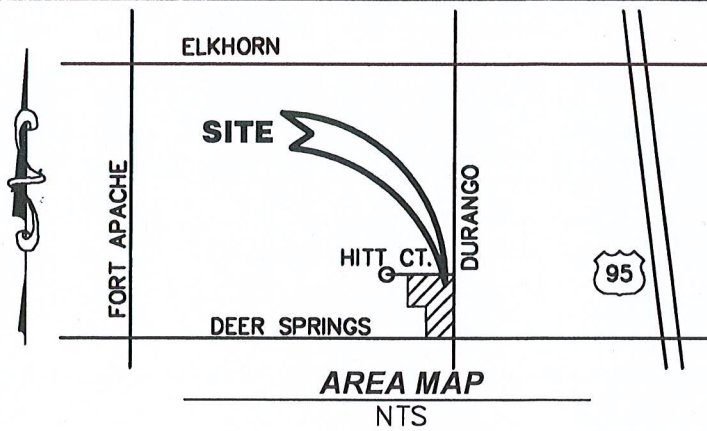 ELKHORN
SITE
FORT APACHE
DURANGO
HITT CT.
95
DEER SPRINGS
AREA MAP
NTS